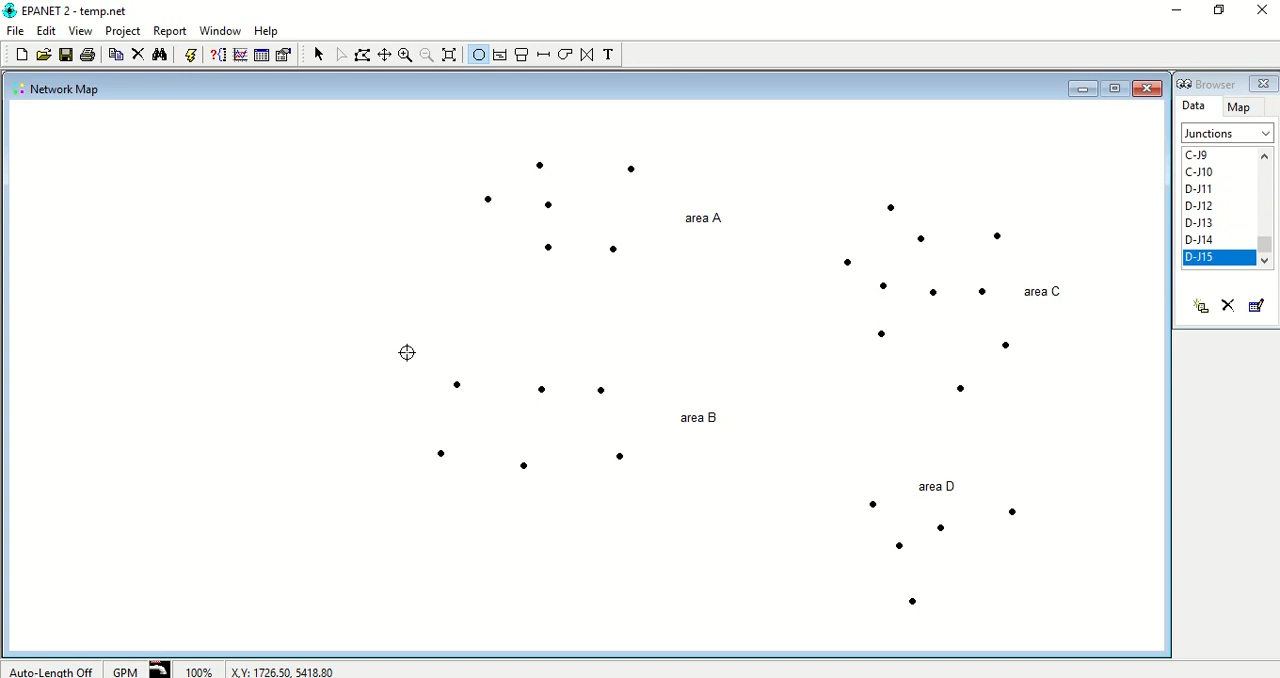 EPANET 2 - temp.net
File Edit View Project Report Window Help
T
Network Map
Browser
Data Map
Junctions
C-J9
C-J10
D-J11
D-J12
D-J13
D-J14
D-J15
area A
area C
area B
area D
Auto-Length Off GPM 100% X,Y: 1726.50, 5418.80